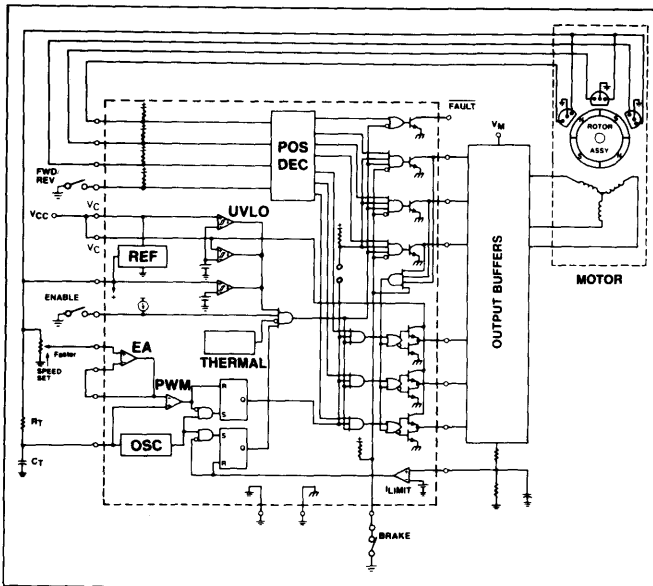 FAULT
VM
ROTOR
ASSY
N
S
N
S
POS
DEC
FWD/
REV
VCC
VC
UVLO
VC
REF
OUTPUT BUFFERS
MOTOR
ENABLE
THERMAL
EA
Faster
SPEED
SET
PWM
R
Q
S
RT
OSC
S
Q
R
CT
ILIMIT
BRAKE